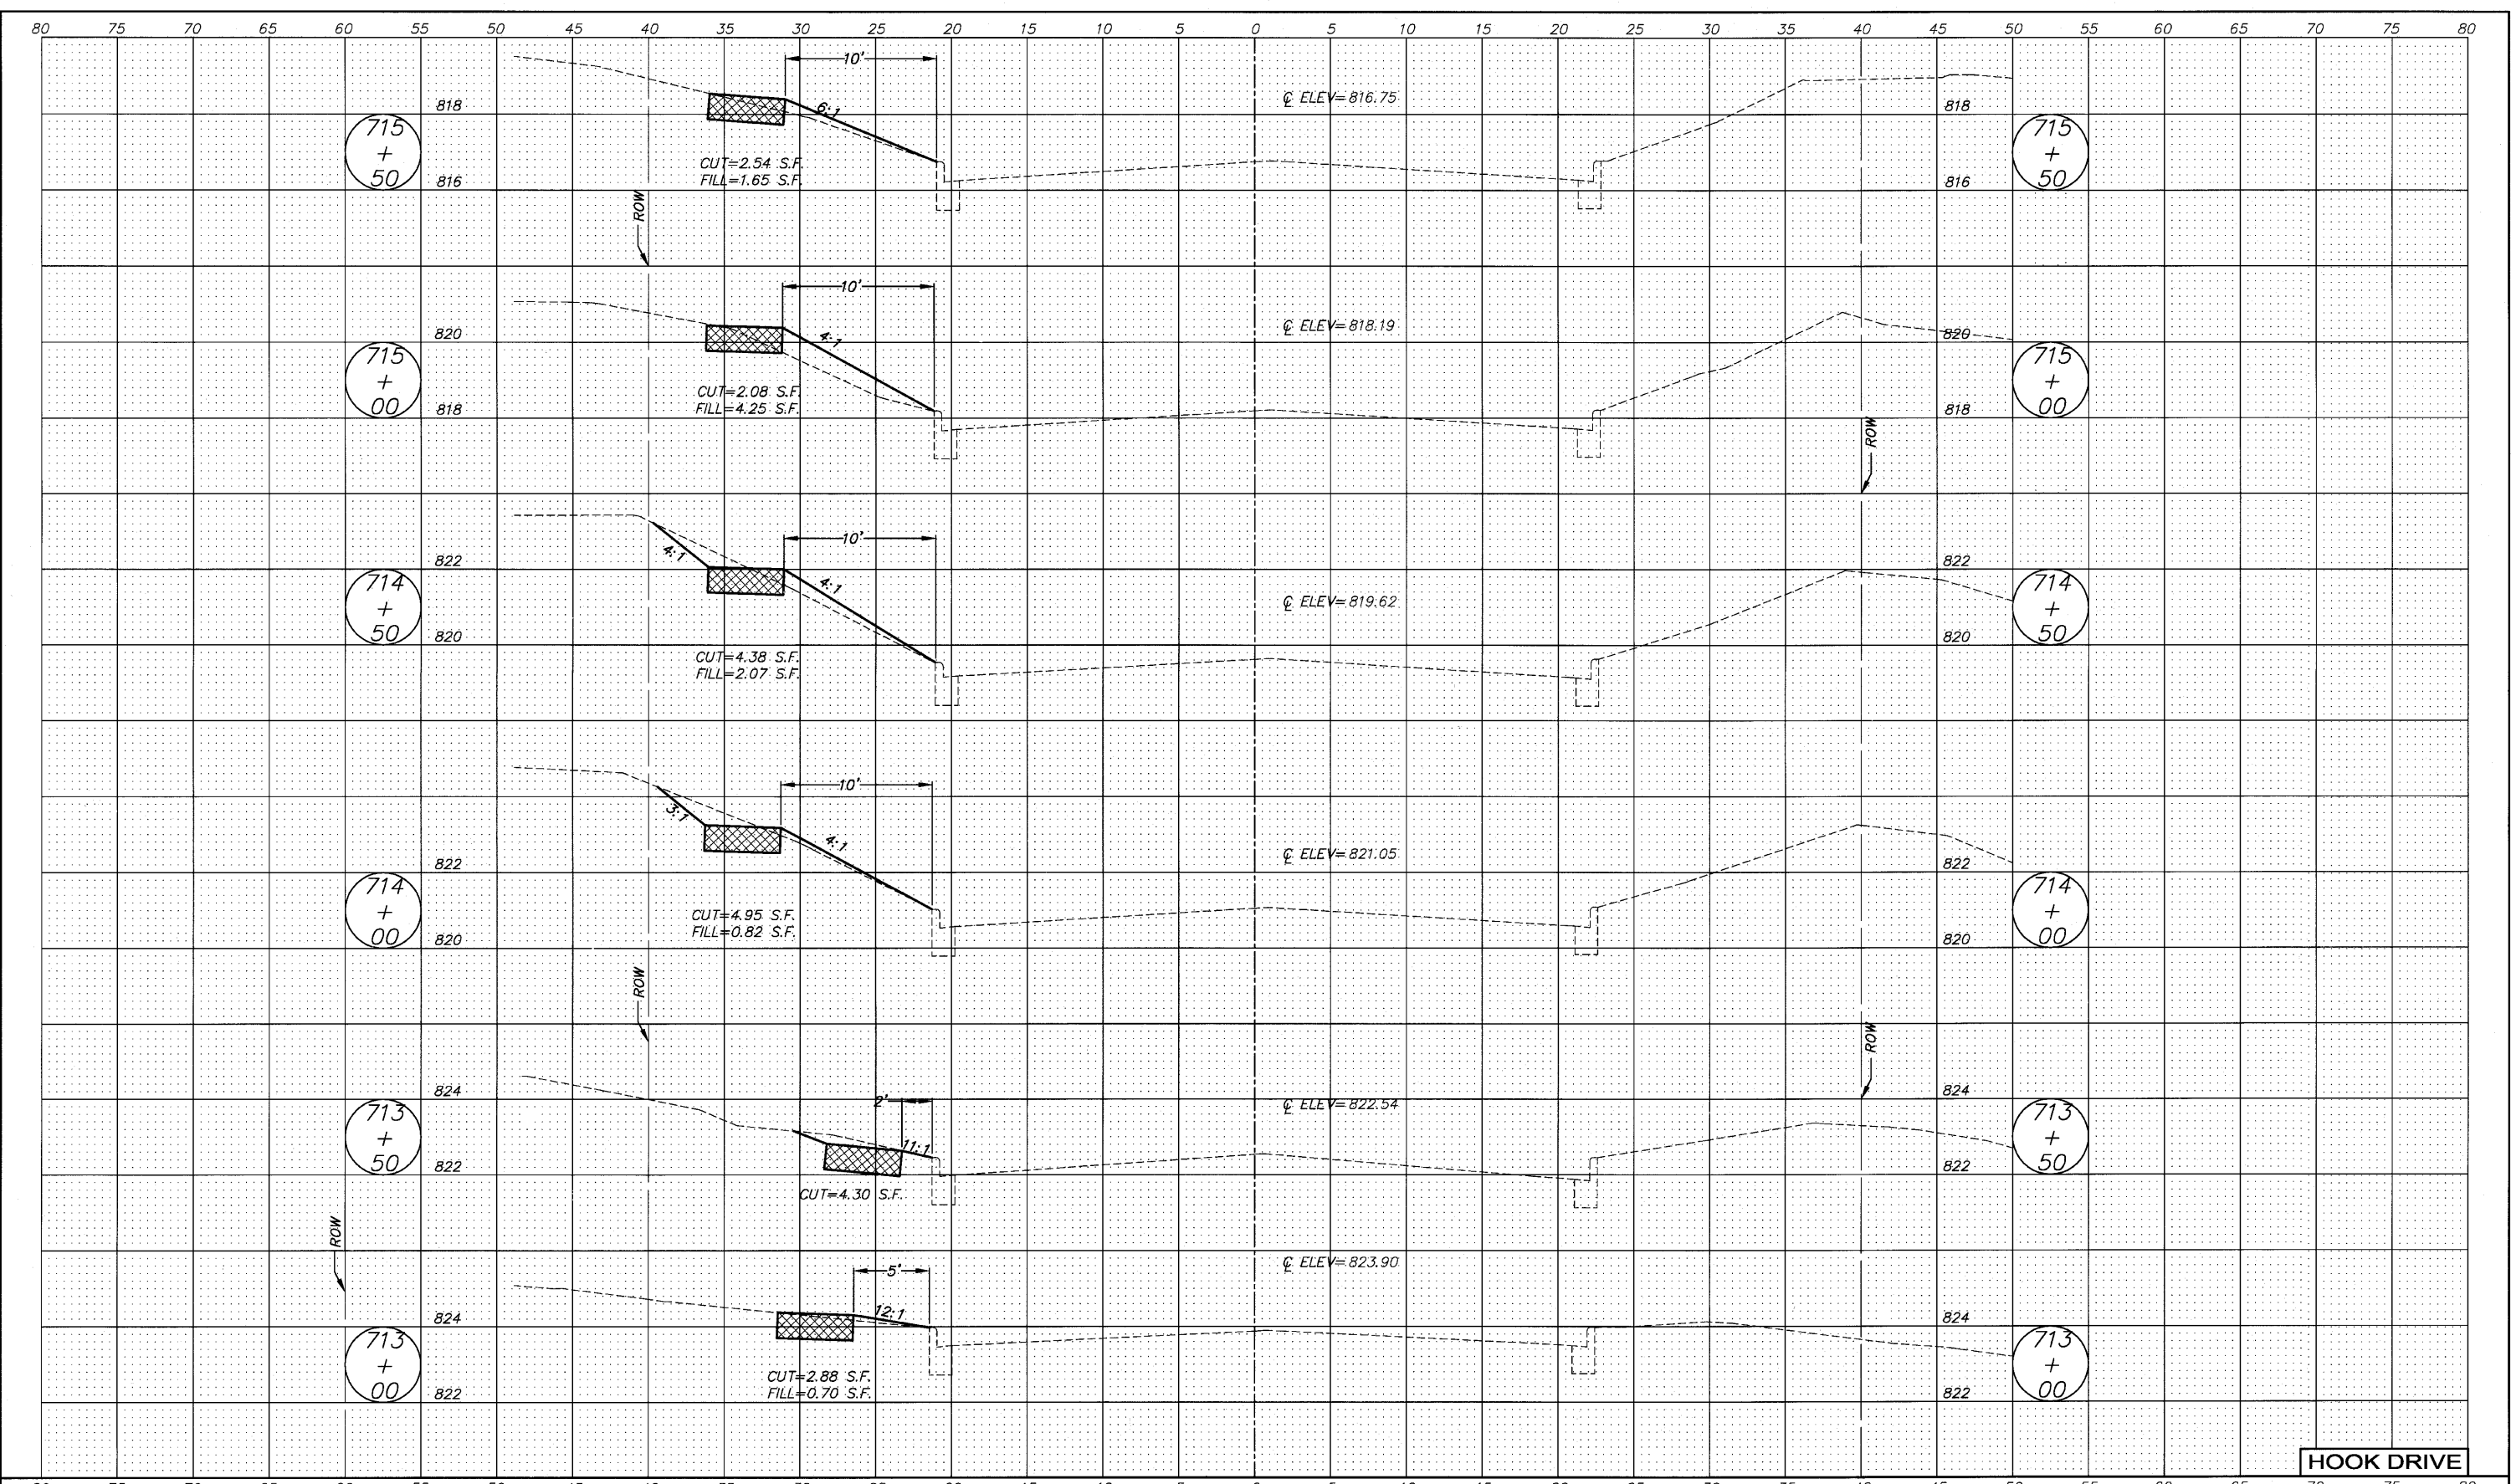 80 75 70 65 60 55 50 45 40 35 30 25 20 15 10 5 0 5 10 15 20 25 30 35 40 45 50 55 60 65 70 75 80
10'
818 6:1 ℄ ELEV=816.75 818
715 + 50 715 + 50
CUT=2.54 S.F.
FILL=1.65 S.F.
816 816
ROW
10'
820 4:1 ℄ ELEV=818.19 820
715 + 00 715 + 00
CUT=2.08 S.F.
FILL=4.25 S.F.
818 818
ROW
10'
822 4:1 4:1 822
℄ ELEV=819.62
714 + 50 714 + 50
820 820
CUT=4.38 S.F.
FILL=2.07 S.F.
10'
3:1 4:1
822 ℄ ELEV=821.05 822
714 + 00 714 + 00
CUT=4.95 S.F.
FILL=0.82 S.F.
820 820
ROW
ROW
824 2' ℄ ELEV=822.54 824
713 + 50 11:1 713 + 50
822 822
CUT=4.30 S.F.
ROW
5' ℄ ELEV=823.90
824 12:1 824
713 + 00 713 + 00
CUT=2.88 S.F.
FILL=0.70 S.F.
822 822
HOOK DRIVE